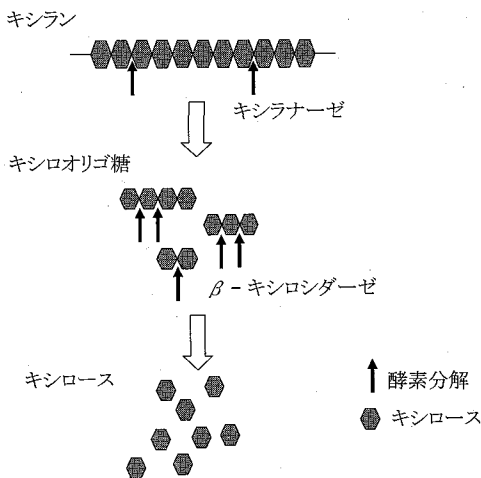 キシラン
キシラナーゼ
キシロオリゴ糖
β-キシロシダーゼ
キシロース
酵素分解
キシロース